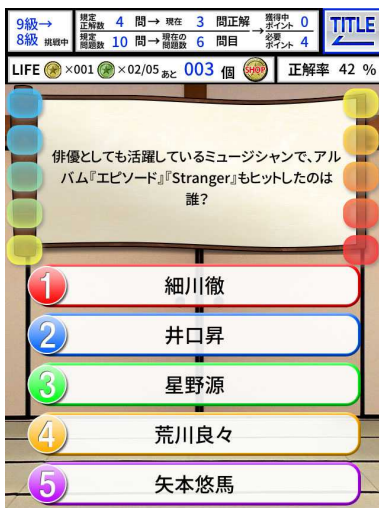 9級→
8級 挑戦中
規定正解数 4 問→ 現在 3 問正解
規定問題数 10 問→ 現在の問題数 6 問目
→
獲得中ポイント 0
必要ポイント 4
TITLE
LIFE ×001 ×02/05 あと 003 個 SHOP 正解率 42 %
俳優としても活躍しているミュージシャンで、アル
バム『エピソード』『Stranger』もヒットしたのは
誰?
1 細川徹
2 井口昇
3 星野源
4 荒川良々
5 矢本悠馬